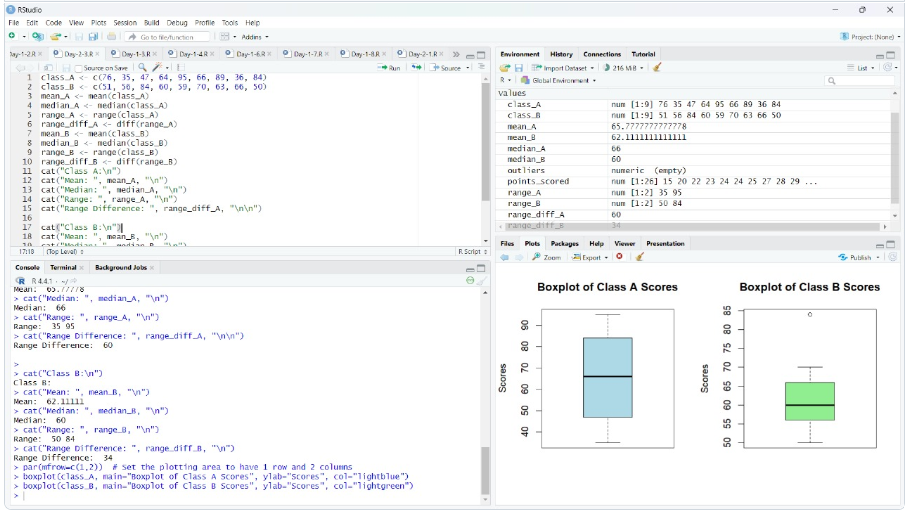 RStudio
File Edit Code View Plots Session Build Debug Profile Tools Help
Go to file/function Addins Project: (None)
Day-1-2.R Day-2-3.R Day-1-3.R Day-1-4.R Day-1-6.R Day-1-7.R Day-1-8.R Day-2-1.R
Source on Save Run Source
1 class_A <- c(76, 35, 47, 64, 95, 66, 89, 36, 84)
2 class_B <- c(51, 56, 84, 60, 59, 70, 63, 66, 50)
3 mean_A <- mean(class_A)
4 median_A <- median(class_A)
5 range_A <- range(class_A)
6 range_diff_A <- diff(range_A)
7 mean_B <- mean(class_B)
8 median_B <- median(class_B)
9 range_B <- range(class_B)
10 range_diff_B <- diff(range_B)
11 cat("Class A:\n")
12 cat("Mean: ", mean_A, "\n")
13 cat("Median: ", median_A, "\n")
14 cat("Range: ", range_A, "\n")
15 cat("Range Difference: ", range_diff_A, "\n\n")
16
17 cat("Class B:\n")
18 cat("Mean: ", mean_B, "\n")
19 cat("Median: ", median_B, "\n")
17:18 (Top Level) R Script
Console Terminal Background Jobs
R 4.4.1 · ~/
Mean: 65.77778
> cat("Median: ", median_A, "\n")
Median: 66
> cat("Range: ", range_A, "\n")
Range: 35 95
> cat("Range Difference: ", range_diff_A, "\n\n")
Range Difference: 60
>
> cat("Class B:\n")
Class B:
> cat("Mean: ", mean_B, "\n")
Mean: 62.11111
> cat("Median: ", median_B, "\n")
Median: 60
> cat("Range: ", range_B, "\n")
Range: 50 84
> cat("Range Difference: ", range_diff_B, "\n")
Range Difference: 34
> par(mfrow=c(1,2)) # Set the plotting area to have 1 row and 2 columns
> boxplot(class_A, main="Boxplot of Class A Scores", ylab="Scores", col="lightblue")
> boxplot(class_B, main="Boxplot of Class B Scores", ylab="Scores", col="lightgreen")
>
Environment History Connections Tutorial
Import Dataset 216 MiB List
R Global Environment
Values
class_A num [1:9] 76 35 47 64 95 66 89 36 84
class_B num [1:9] 51 56 84 60 59 70 63 66 50
mean_A 65.7777777777778
mean_B 62.1111111111111
median_A 66
median_B 60
outliers numeric (empty)
points_scored num [1:26] 15 20 22 23 24 24 25 27 28 29 ...
range_A num [1:2] 35 95
range_B num [1:2] 50 84
range_diff_A 60
range_diff_B 34
Files Plots Packages Help Viewer Presentation
Zoom Export Publish
Boxplot of Class A Scores
Scores
40 50 60 70 80 90
Boxplot of Class B Scores
Scores
50 55 60 65 70 75 80 85